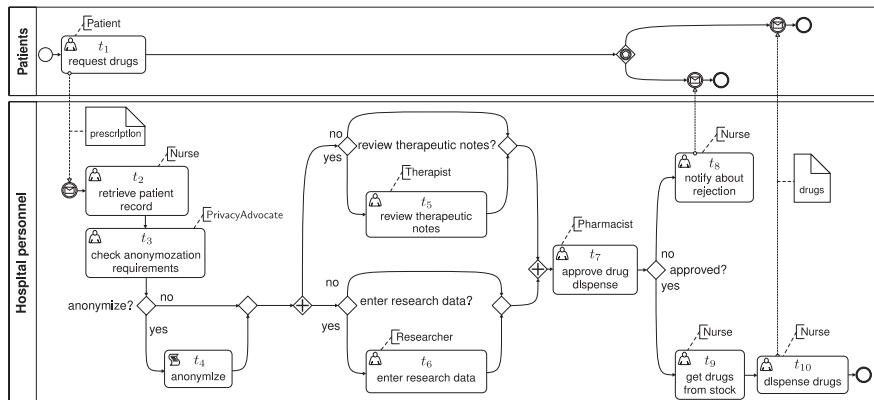 Patients
Patient
t1
request drugs
prescription
Hospital personnel
Nurse
t2
retrieve patient
record
PrivacyAdvocate
t3
check anonymozation
requirements
anonymize?
no
yes
t4
anonymize
no
yes
review therapeutic notes?
Therapist
t5
review therapeutic
notes
no
yes
enter research data?
Researcher
t6
enter research data
Pharmacist
t7
approve drug
dispense
no
approved?
yes
Nurse
t8
notify about
rejection
drugs
Nurse
t9
get drugs
from stock
Nurse
t10
dispense drugs